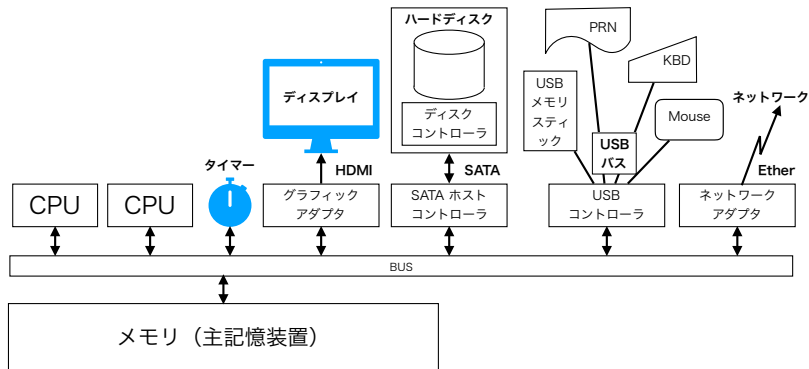 ハードディスク
PRN
KBD
ディスプレイ
USB
メモリ
スティ
ック
ネットワーク
ディスク
コントローラ
Mouse
USB
バス
タイマー
HDMI
SATA
Ether
CPU
CPU
グラフィック
アダプタ
SATA ホスト
コントローラ
USB
コントローラ
ネットワーク
アダプタ
BUS
メモリ（主記憶装置）